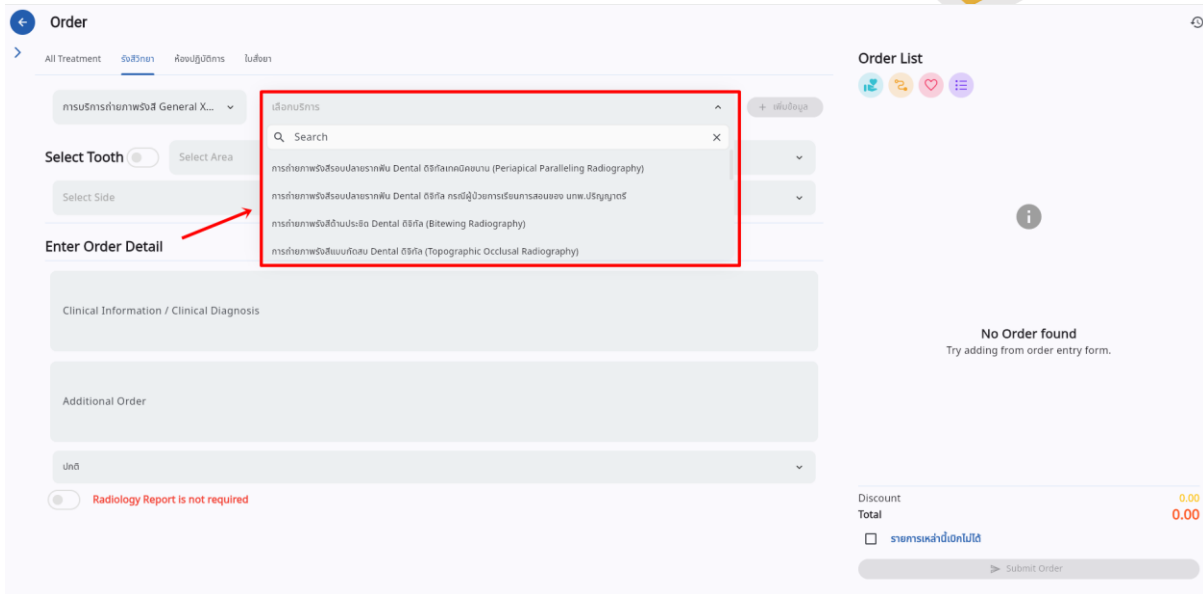 Order
All Treatment รังสีวิทยา ห้องปฏิบัติการ ใบสั่งยา
การบริการถ่ายภาพรังสี General X...
เลือกบริการ
+ เพิ่มข้อมูล
Search
การถ่ายภาพรังสีรอบปลายรากฟัน Dental ดิจิทัลเทคนิคขนาน (Periapical Paralleling Radiography)
การถ่ายภาพรังสีรอบปลายรากฟัน Dental ดิจิทัล กรณีผู้ป่วยการเรียนการสอนของ นทพ.ปริญญาตรี
การถ่ายภาพรังสีด้านประชิด Dental ดิจิทัล (Bitewing Radiography)
การถ่ายภาพรังสีแบบกัดสบ Dental ดิจิทัล (Topographic Occlusal Radiography)
Select Tooth
Select Area
Select Side
Enter Order Detail
Clinical Information / Clinical Diagnosis
Additional Order
ปกติ
Radiology Report is not required
Order List
No Order found
Try adding from order entry form.
Discount 0.00
Total 0.00
รายการเหล่านี้เบิกไม่ได้
Submit Order